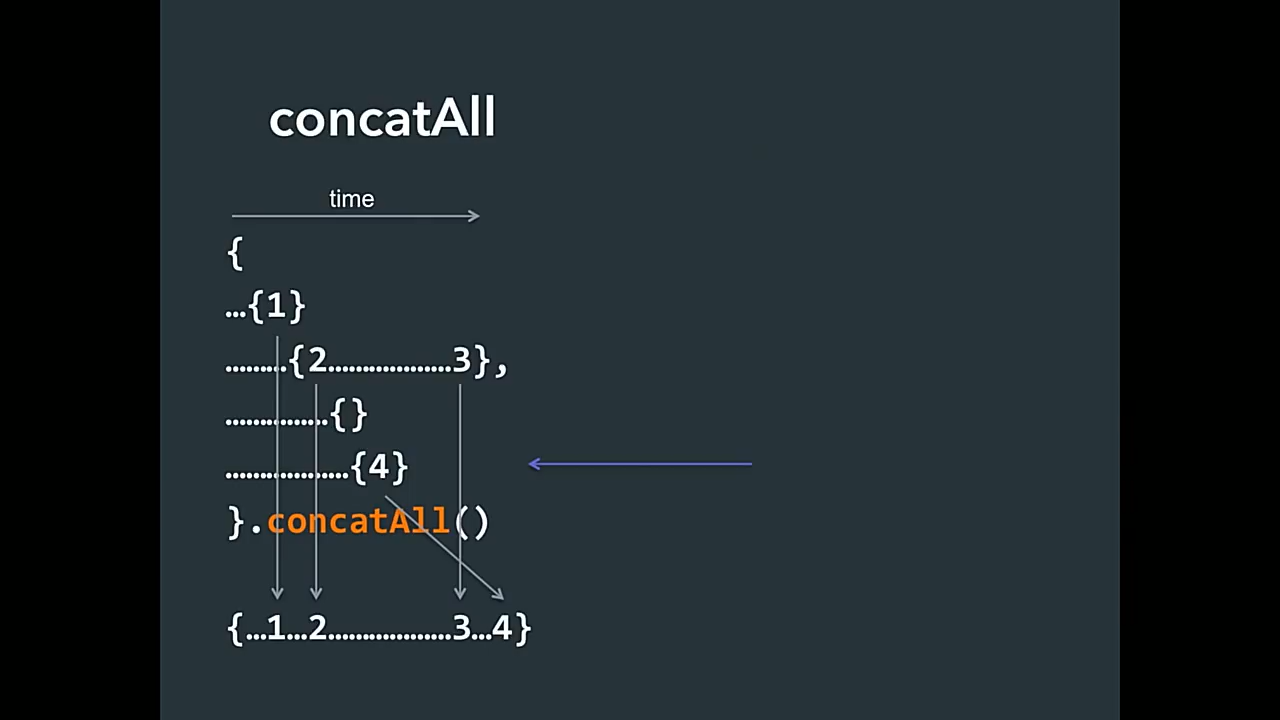 concatAll
time
{
…{1}
………{2………………3},
……………{}
………………{4}
}.concatAll()
{…1…2………………3…4}